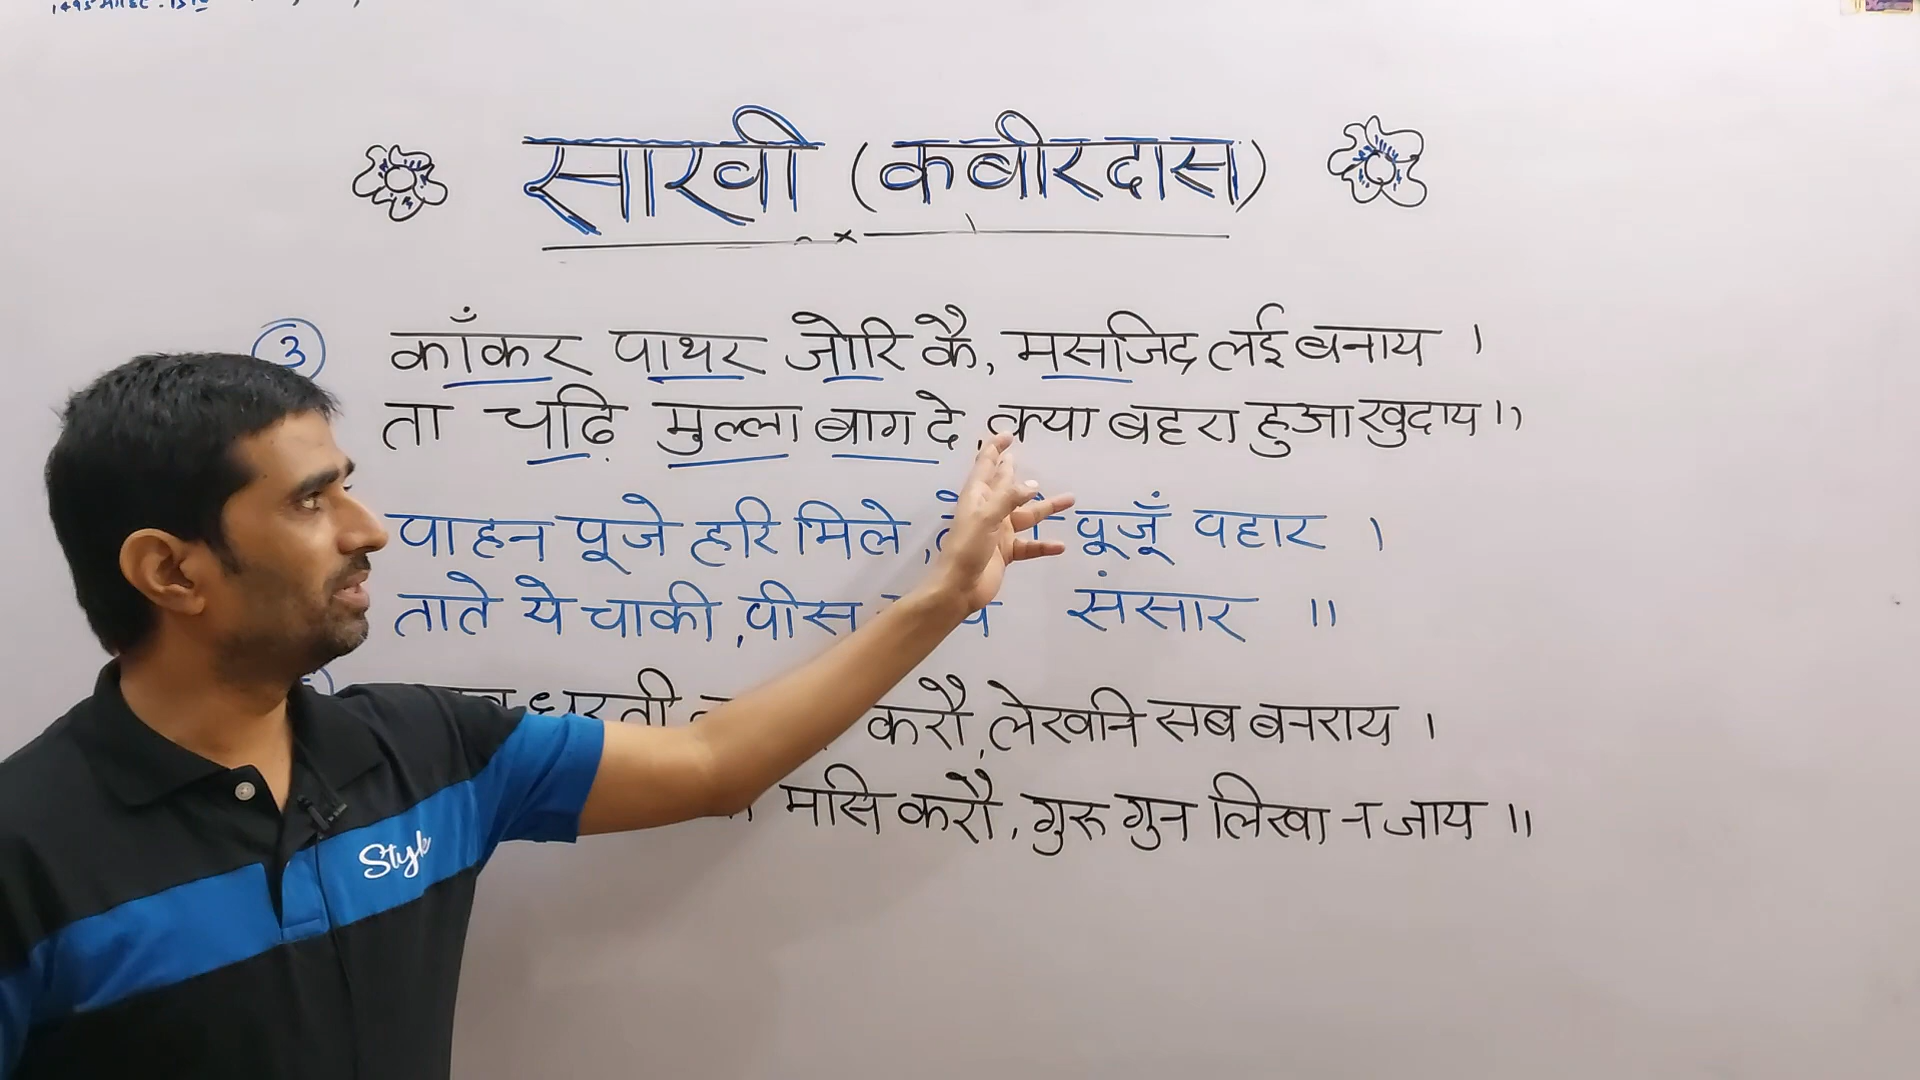 साखी (कबीरदास)
3 काँकर पाथर जोरि कै, मसजिद लई बनाय ।
ता चढ़ि मुल्ला बाग दे, क्या बहरा हुआ खुदाय ।।
पाहन पूजे हरि मिले, पूजूँ पहार ।
ताते ये चाकी, पीस संसार ।।
धरती करौ, लेखनि सब बनराय ।
मसि करौ, गुरु गुन लिखा न जाय ।।
Style